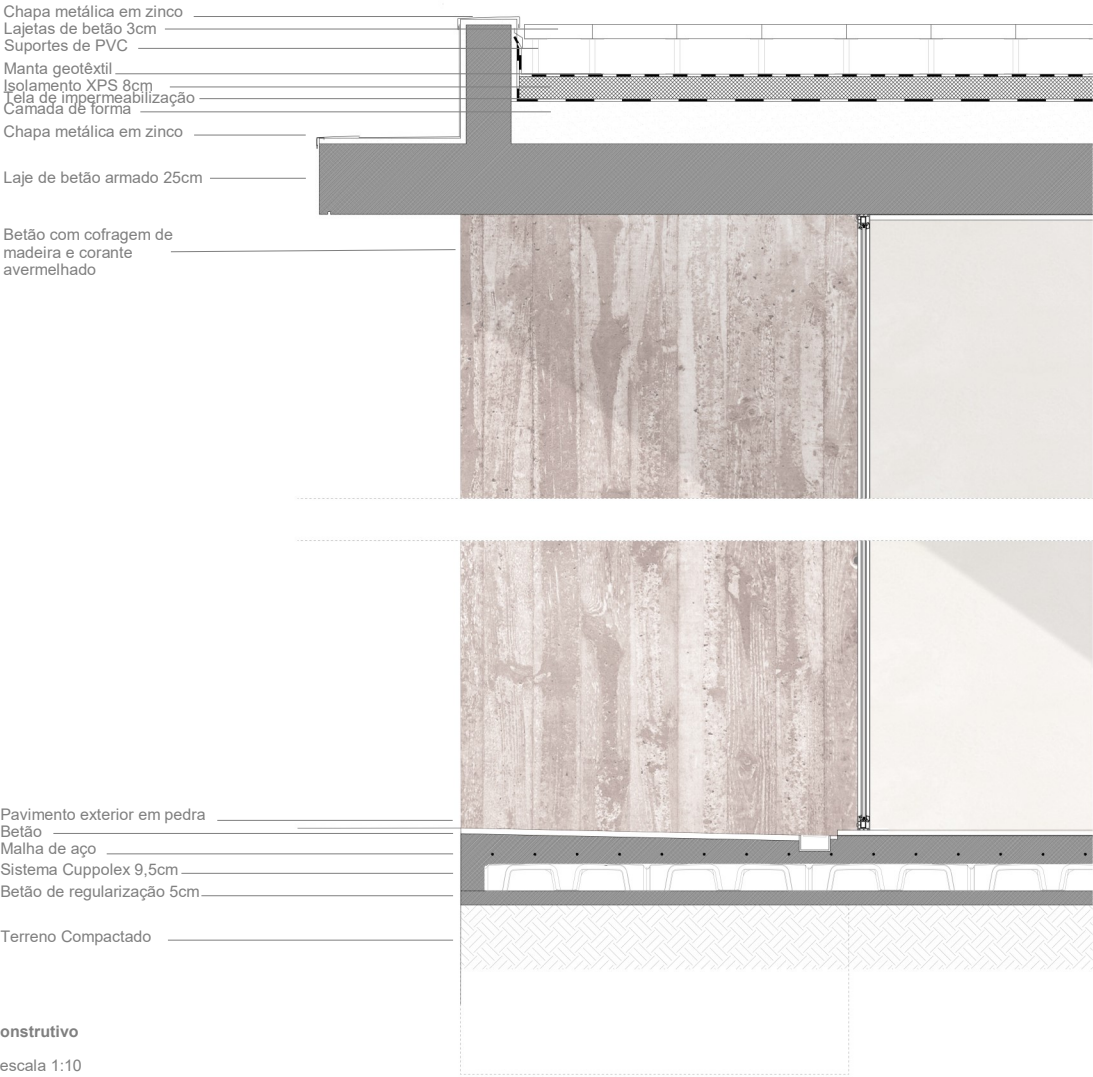 Chapa metálica em zinco
Lajetas de betão 3cm
Suportes de PVC
Manta geotêxtil
Isolamento XPS 8cm
Tela de impermeabilização
Camada de forma
Chapa metálica em zinco
Laje de betão armado 25cm
Betão com cofragem de
madeira e corante
avermelhado
Pavimento exterior em pedra
Betão
Malha de aço
Sistema Cuppolex 9,5cm
Betão de regularização 5cm
Terreno Compactado
onstrutivo
escala 1:10